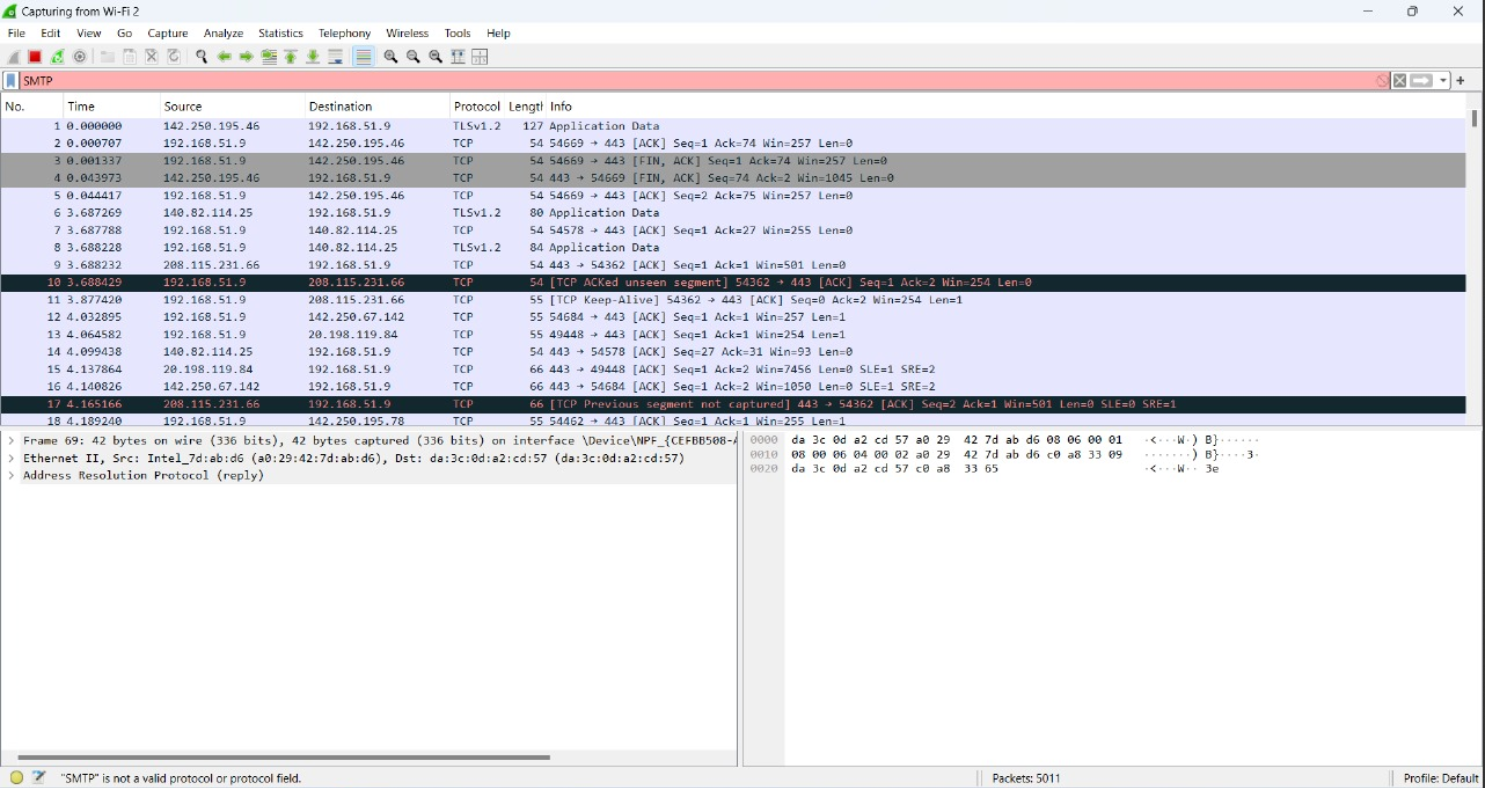 Capturing from Wi-Fi 2
File Edit View Go Capture Analyze Statistics Telephony Wireless Tools Help
SMTP
No. Time Source Destination Protocol Length Info
1 0.000000 142.250.195.46 192.168.51.9 TLSv1.2 127 Application Data
2 0.000707 192.168.51.9 142.250.195.46 TCP 54 54669 → 443 [ACK] Seq=1 Ack=74 Win=257 Len=0
3 0.001337 192.168.51.9 142.250.195.46 TCP 54 54669 → 443 [FIN, ACK] Seq=1 Ack=74 Win=257 Len=0
4 0.043973 142.250.195.46 192.168.51.9 TCP 54 443 → 54669 [FIN, ACK] Seq=74 Ack=2 Win=1045 Len=0
5 0.044417 192.168.51.9 142.250.195.46 TCP 54 54669 → 443 [ACK] Seq=2 Ack=75 Win=257 Len=0
6 3.687269 140.82.114.25 192.168.51.9 TLSv1.2 80 Application Data
7 3.687788 192.168.51.9 140.82.114.25 TCP 54 54578 → 443 [ACK] Seq=1 Ack=27 Win=255 Len=0
8 3.688228 192.168.51.9 140.82.114.25 TLSv1.2 84 Application Data
9 3.688232 208.115.231.66 192.168.51.9 TCP 54 443 → 54362 [ACK] Seq=1 Ack=1 Win=501 Len=0
10 3.688429 192.168.51.9 208.115.231.66 TCP 54 [TCP ACKed unseen segment] 54362 → 443 [ACK] Seq=1 Ack=2 Win=254 Len=0
11 3.877420 192.168.51.9 208.115.231.66 TCP 55 [TCP Keep-Alive] 54362 → 443 [ACK] Seq=0 Ack=2 Win=254 Len=1
12 4.032895 192.168.51.9 142.250.67.142 TCP 55 54684 → 443 [ACK] Seq=1 Ack=1 Win=257 Len=1
13 4.064582 192.168.51.9 20.198.119.84 TCP 55 49448 → 443 [ACK] Seq=1 Ack=1 Win=254 Len=1
14 4.099438 140.82.114.25 192.168.51.9 TCP 54 443 → 54578 [ACK] Seq=27 Ack=31 Win=93 Len=0
15 4.137864 20.198.119.84 192.168.51.9 TCP 66 443 → 49448 [ACK] Seq=1 Ack=2 Win=7456 Len=0 SLE=1 SRE=2
16 4.140826 142.250.67.142 192.168.51.9 TCP 66 443 → 54684 [ACK] Seq=1 Ack=2 Win=1050 Len=0 SLE=1 SRE=2
17 4.165166 208.115.231.66 192.168.51.9 TCP 66 [TCP Previous segment not captured] 443 → 54362 [ACK] Seq=2 Ack=1 Win=501 Len=0 SLE=0 SRE=1
18 4.189240 192.168.51.9 142.250.195.78 TCP 55 54462 → 443 [ACK] Seq=1 Ack=1 Win=255 Len=1
Frame 69: 42 bytes on wire (336 bits), 42 bytes captured (336 bits) on interface \Device\NPF_{CEFBB508-
Ethernet II, Src: Intel_7d:ab:d6 (a0:29:42:7d:ab:d6), Dst: da:3c:0d:a2:cd:57 (da:3c:0d:a2:cd:57)
Address Resolution Protocol (reply)
0000 da 3c 0d a2 cd 57 a0 29 42 7d ab d6 08 06 00 01 ·<···W·) B}······
0010 08 00 06 04 00 02 a0 29 42 7d ab d6 c0 a8 33 09 ·······) B}····3·
0020 da 3c 0d a2 cd 57 c0 a8 33 65 ·<···W·· 3e
"SMTP" is not a valid protocol or protocol field. Packets: 5011 Profile: Default